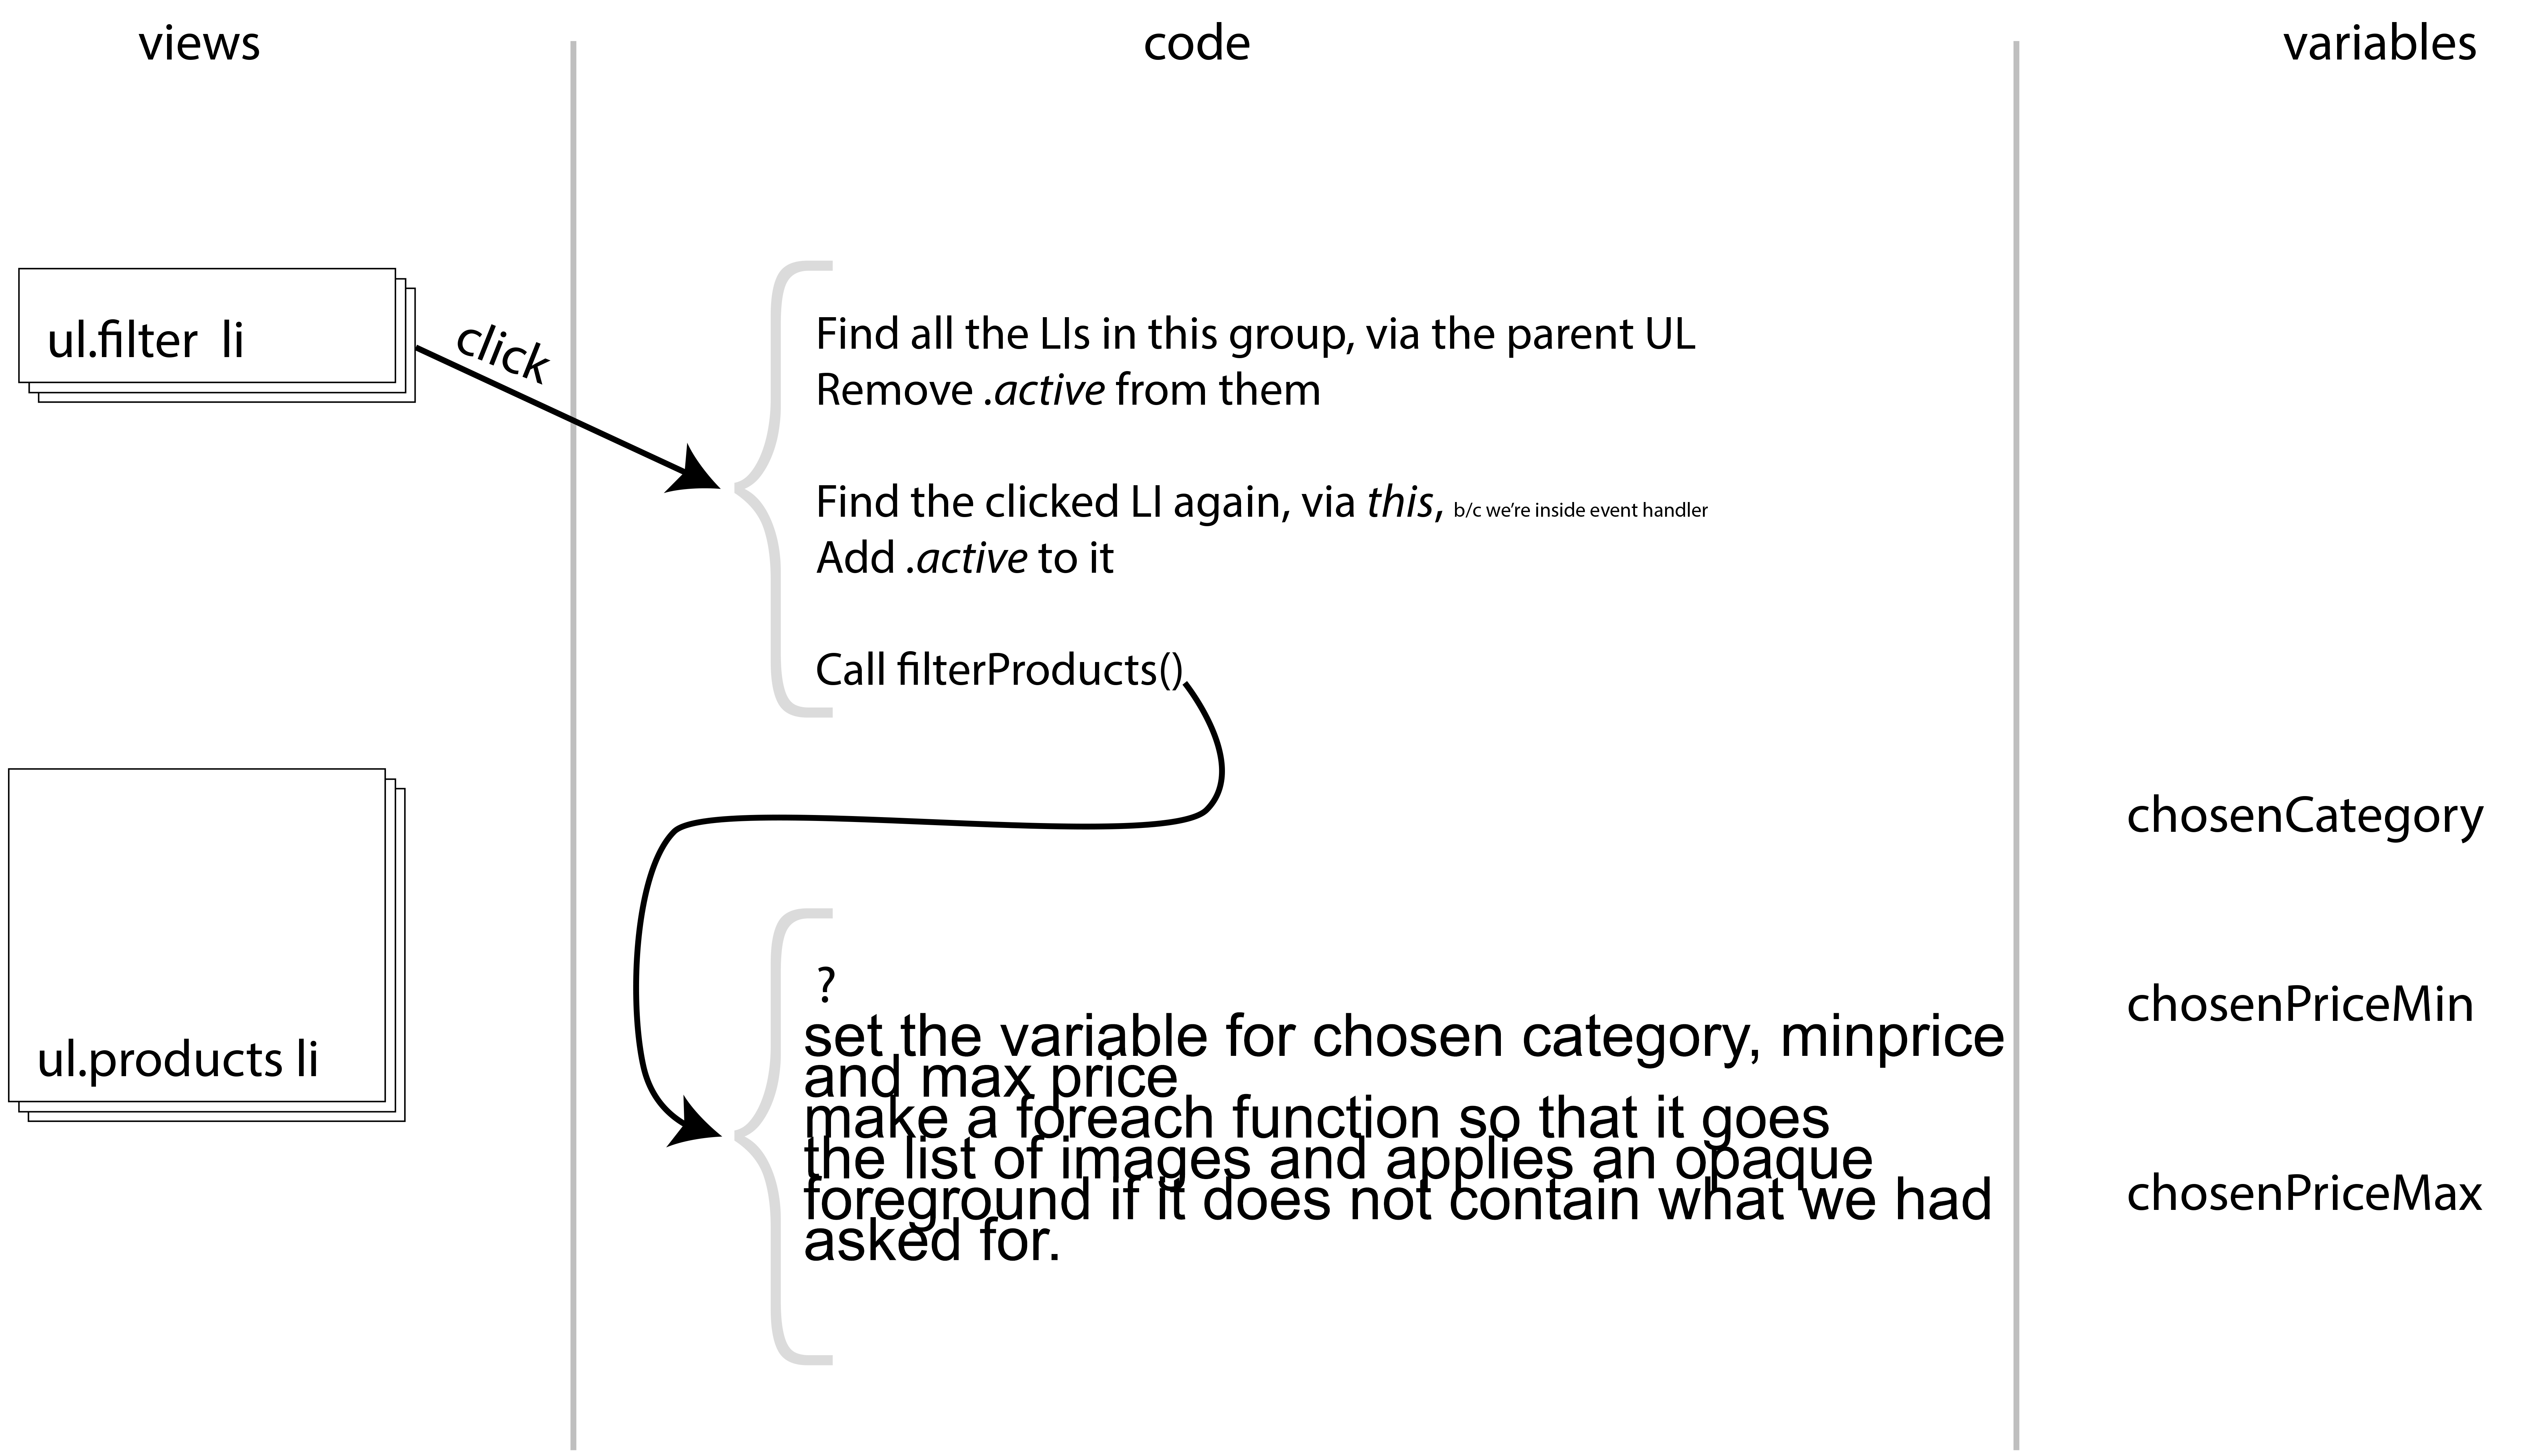 views
code
variables
ul.filter li
click
Find all the LIs in this group, via the parent UL
Remove .active from them
Find the clicked LI again, via this, b/c we're inside event handler
Add .active to it
Call filterProducts()
ul.products li
?
set the variable for chosen category, minprice
and max price
make a foreach function so that it goes
the list of images and applies an opaque
foreground if it does not contain what we had
asked for.
chosenCategory
chosenPriceMin
chosenPriceMax